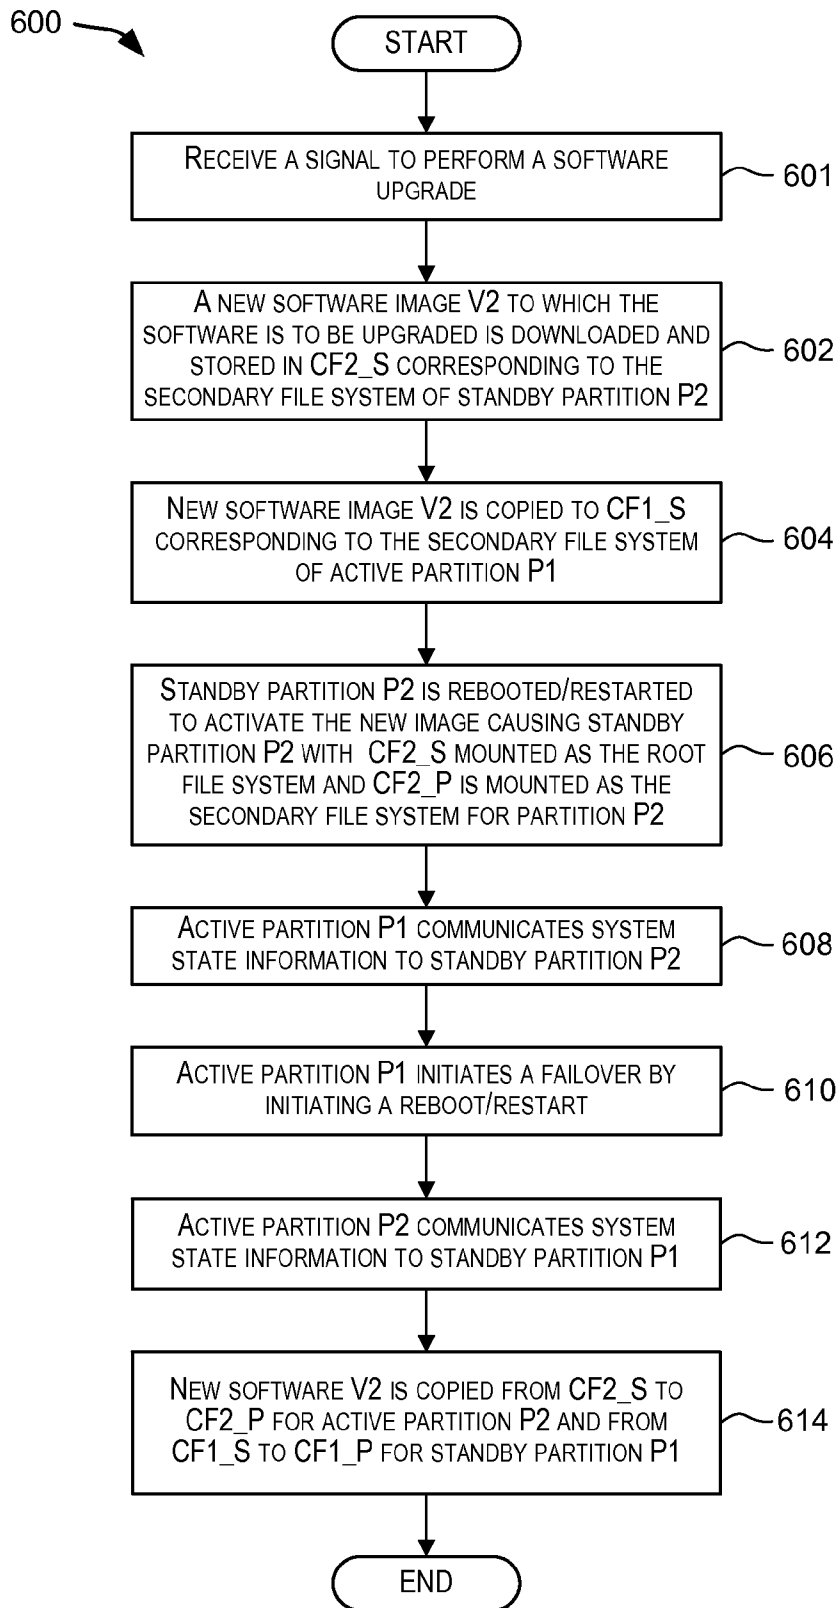 600
START
RECEIVE A SIGNAL TO PERFORM A SOFTWARE
UPGRADE
601
A NEW SOFTWARE IMAGE V2 TO WHICH THE
SOFTWARE IS TO BE UPGRADED IS DOWNLOADED AND
STORED IN CF2_S CORRESPONDING TO THE
SECONDARY FILE SYSTEM OF STANDBY PARTITION P2
602
NEW SOFTWARE IMAGE V2 IS COPIED TO CF1_S
CORRESPONDING TO THE SECONDARY FILE SYSTEM
OF ACTIVE PARTITION P1
604
STANDBY PARTITION P2 IS REBOOTED/RESTARTED
TO ACTIVATE THE NEW IMAGE CAUSING STANDBY
PARTITION P2 WITH CF2_S MOUNTED AS THE ROOT
FILE SYSTEM AND CF2_P IS MOUNTED AS THE
SECONDARY FILE SYSTEM FOR PARTITION P2
606
ACTIVE PARTITION P1 COMMUNICATES SYSTEM
STATE INFORMATION TO STANDBY PARTITION P2
608
ACTIVE PARTITION P1 INITIATES A FAILOVER BY
INITIATING A REBOOT/RESTART
610
ACTIVE PARTITION P2 COMMUNICATES SYSTEM
STATE INFORMATION TO STANDBY PARTITION P1
612
NEW SOFTWARE V2 IS COPIED FROM CF2_S TO
CF2_P FOR ACTIVE PARTITION P2 AND FROM
CF1_S TO CF1_P FOR STANDBY PARTITION P1
614
END